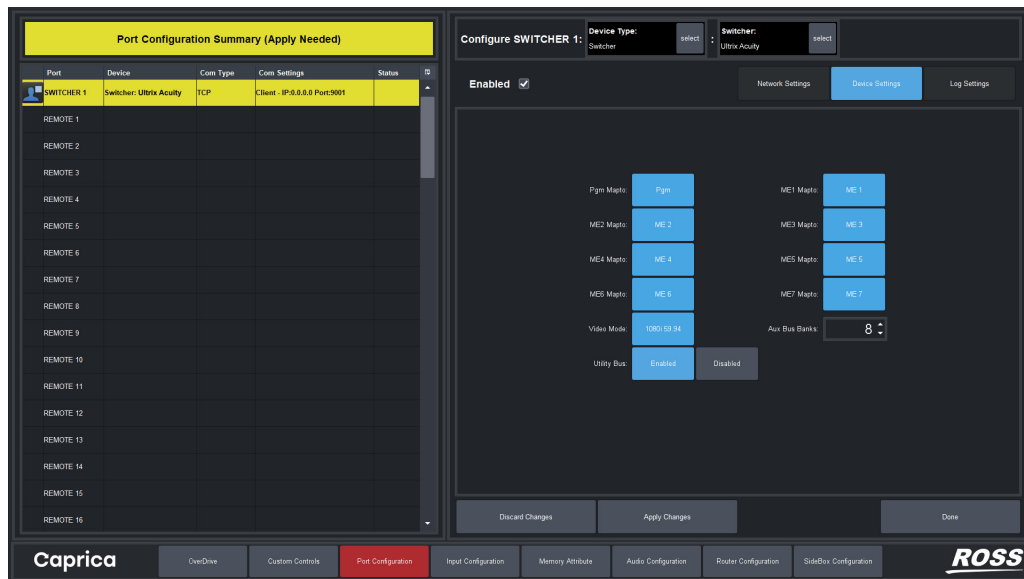 Port Configuration Summary (Apply Needed)
Port Device Com Type Com Settings Status
SWITCHER 1 Switcher: Ultrix Acuity TCP Client - IP:0.0.0.0 Port:9001
REMOTE 1
REMOTE 2
REMOTE 3
REMOTE 4
REMOTE 5
REMOTE 6
REMOTE 7
REMOTE 8
REMOTE 9
REMOTE 10
REMOTE 11
REMOTE 12
REMOTE 13
REMOTE 14
REMOTE 15
REMOTE 16
Configure SWITCHER 1: Device Type: Switcher select : Switcher: Ultrix Acuity select
Enabled Network Settings Device Settings Log Settings
Pgm Mapto: Pgm ME1 Mapto: ME 1
ME2 Mapto: ME 2 ME3 Mapto: ME 3
ME4 Mapto: ME 4 ME5 Mapto: ME 5
ME6 Mapto: ME 6 ME7 Mapto: ME 7
Video Mode: 1080i 59.94 Aux Bus Banks: 8
Utility Bus: Enabled Disabled
Discard Changes Apply Changes Done
Caprica OverDrive Custom Controls Port Configuration Input Configuration Memory Attribute Audio Configuration Router Configuration SideBox Configuration ROSS